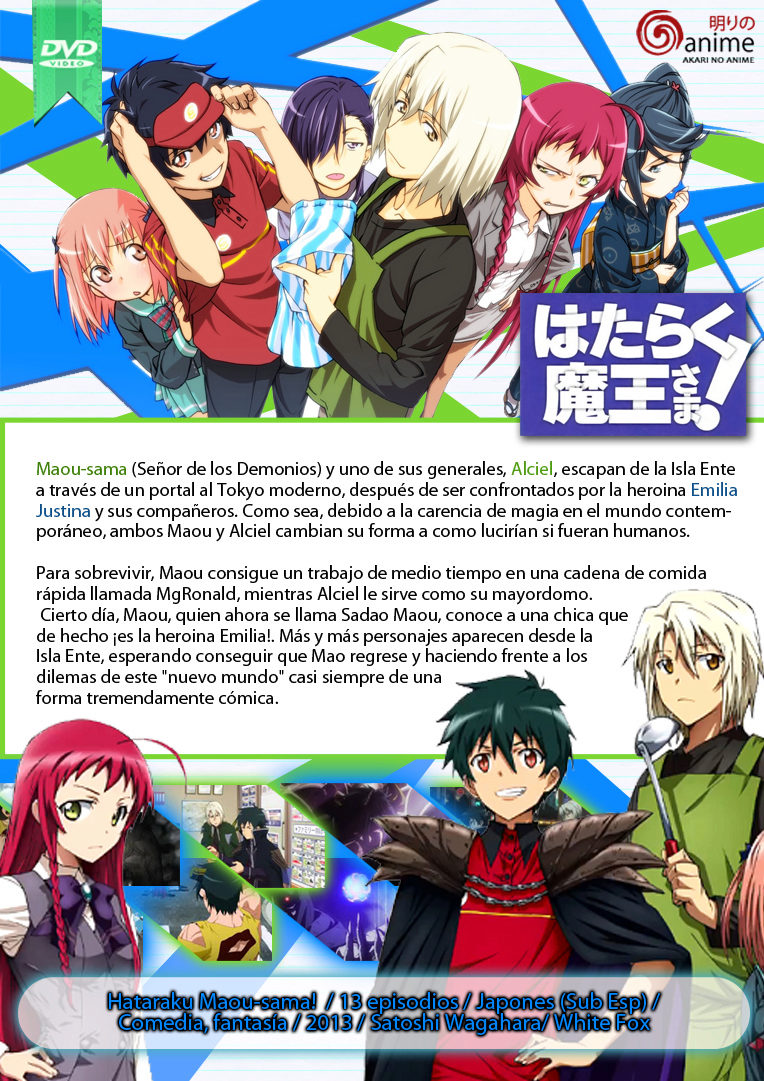 DVD
VIDEO
明りの
anime
AKARI NO ANIME
はたらく
魔王さま!
Maou-sama (Señor de los Demonios) y uno de sus generales, Alciel, escapan de la Isla Ente
a través de un portal al Tokyo moderno, después de ser confrontados por la heroina Emilia
Justina y sus compañeros. Como sea, debido a la carencia de magia en el mundo contem-
poráneo, ambos Maou y Alciel cambian su forma a como lucirían si fueran humanos.
Para sobrevivir, Maou consigue un trabajo de medio tiempo en una cadena de comida
rápida llamada MgRonald, mientras Alciel le sirve como su mayordomo.
Cierto día, Maou, quien ahora se llama Sadao Maou, conoce a una chica que
de hecho ¡es la heroina Emilia!. Más y más personajes aparecen desde la
Isla Ente, esperando conseguir que Mao regrese y haciendo frente a los
dilemas de este "nuevo mundo" casi siempre de una
forma tremendamente cómica.
Hataraku Maou-sama! / 13 episodios / Japones (Sub Esp) /
Comedia, fantasía / 2013 / Satoshi Wagahara/ White Fox